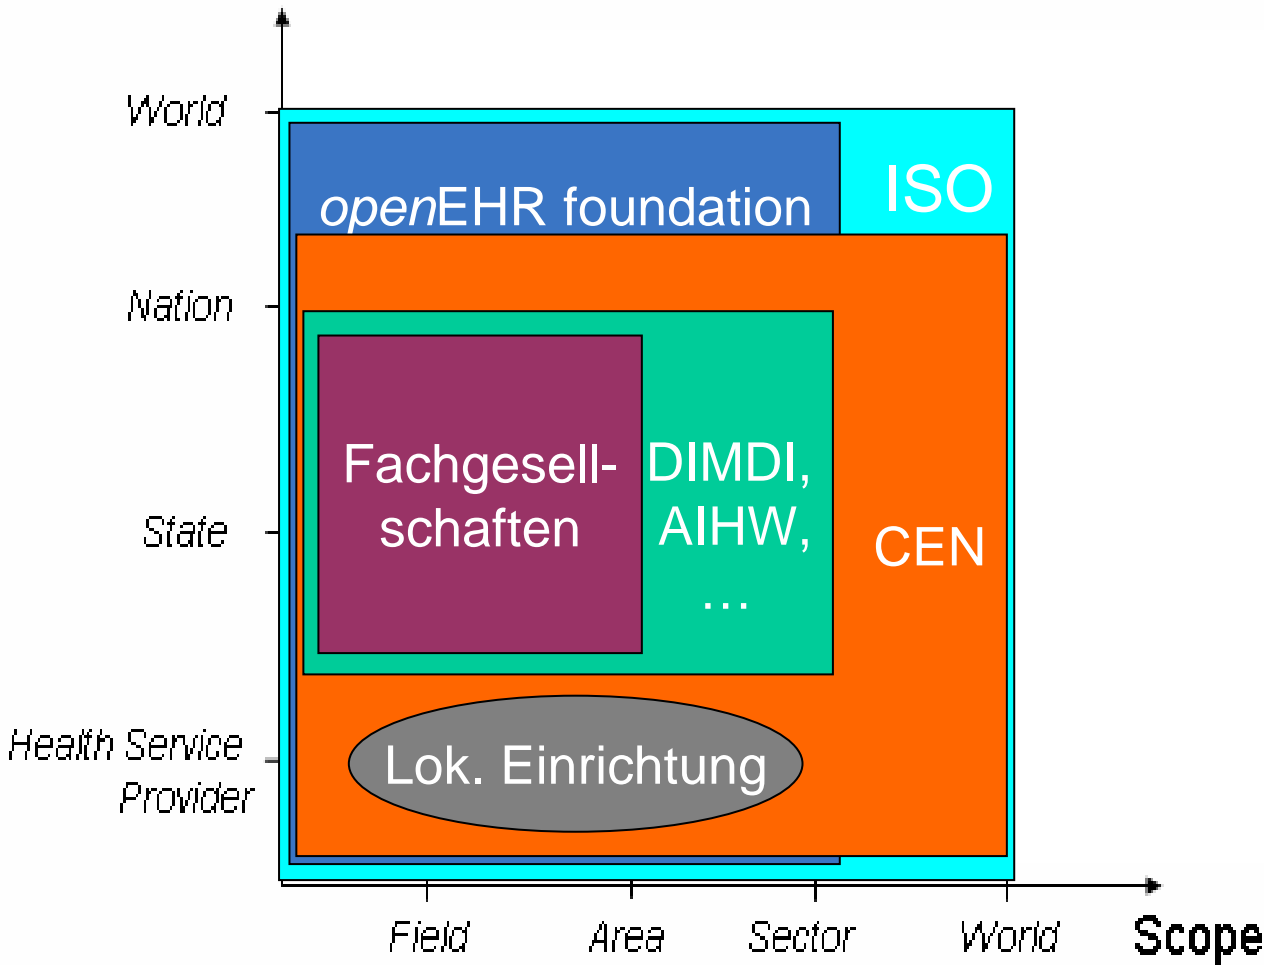 World
ISO
openEHR foundation
Nation
Fachgesell-
schaften
DIMDI,
AIHW,
...
State
CEN
Health Service
Provider
Lok. Einrichtung
Field
Area
Sector
World
Scope